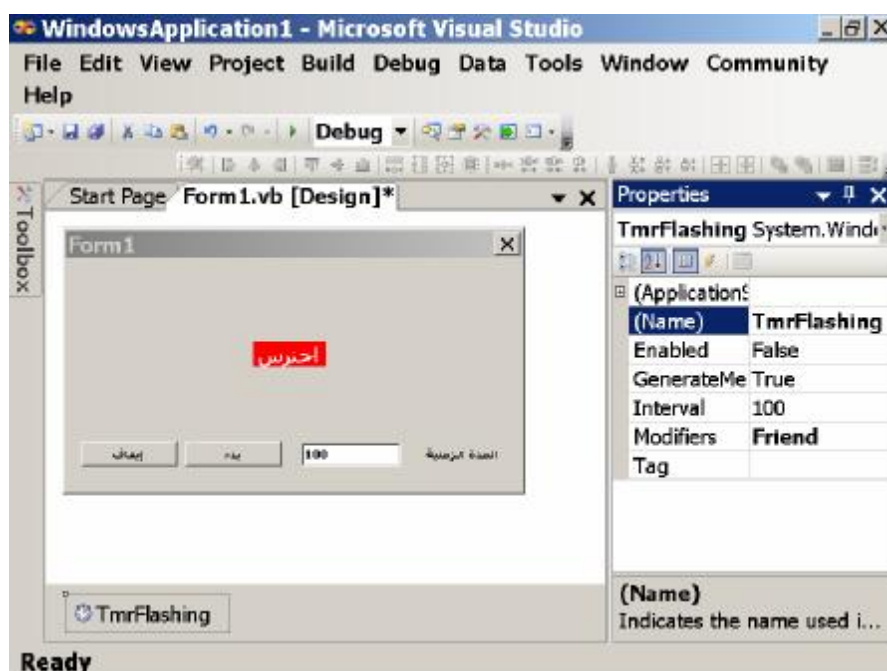 WindowsApplication1 - Microsoft Visual Studio
File Edit View Project Build Debug Data Tools Window Community
Help
Debug
Toolbox
Start Page Form1.vb [Design]*
Form1
احترس
إيقاف
بدء
100
المدة الزمنية
TmrFlashing
Properties
TmrFlashing System.Wind
(ApplicationS
(Name) TmrFlashing
Enabled False
GenerateMe True
Interval 100
Modifiers Friend
Tag
(Name)
Indicates the name used i...
Ready